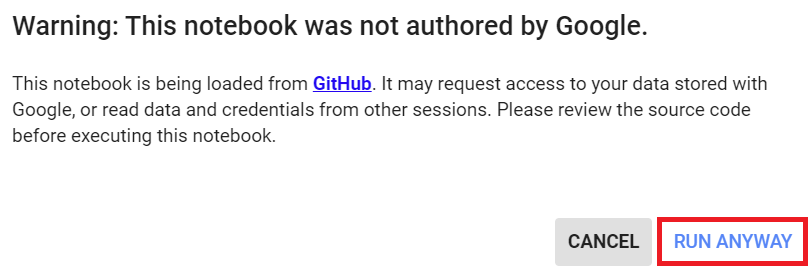 Warning: This notebook was not authored by Google.
This notebook is being loaded from GitHub. It may request access to your data stored with
Google, or read data and credentials from other sessions. Please review the source code
before executing this notebook.
CANCEL RUN ANYWAY